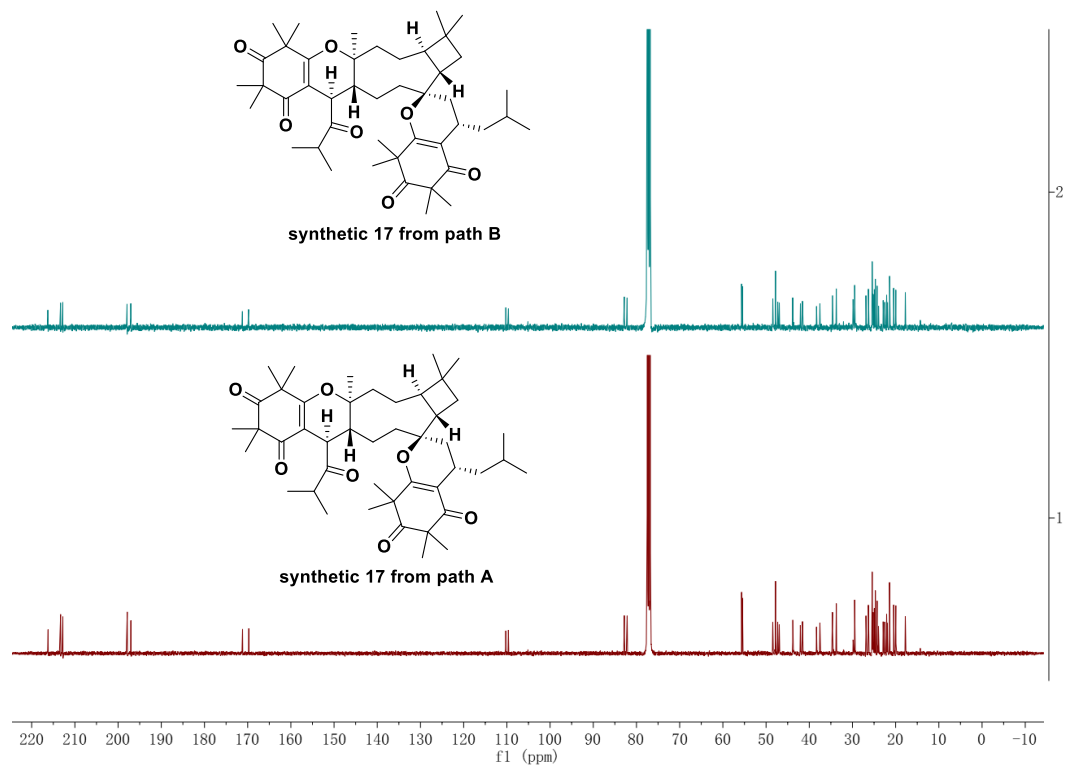 H
O
O
H
H
H
O
O
O
O
O
synthetic 17 from path B
2
H
O
O
H
H
H
O
O
O
O
O
synthetic 17 from path A
1
220 210 200 190 180 170 160 150 140 130 120 110 100 90 80 70 60 50 40 30 20 10 0 -10
f1 (ppm)